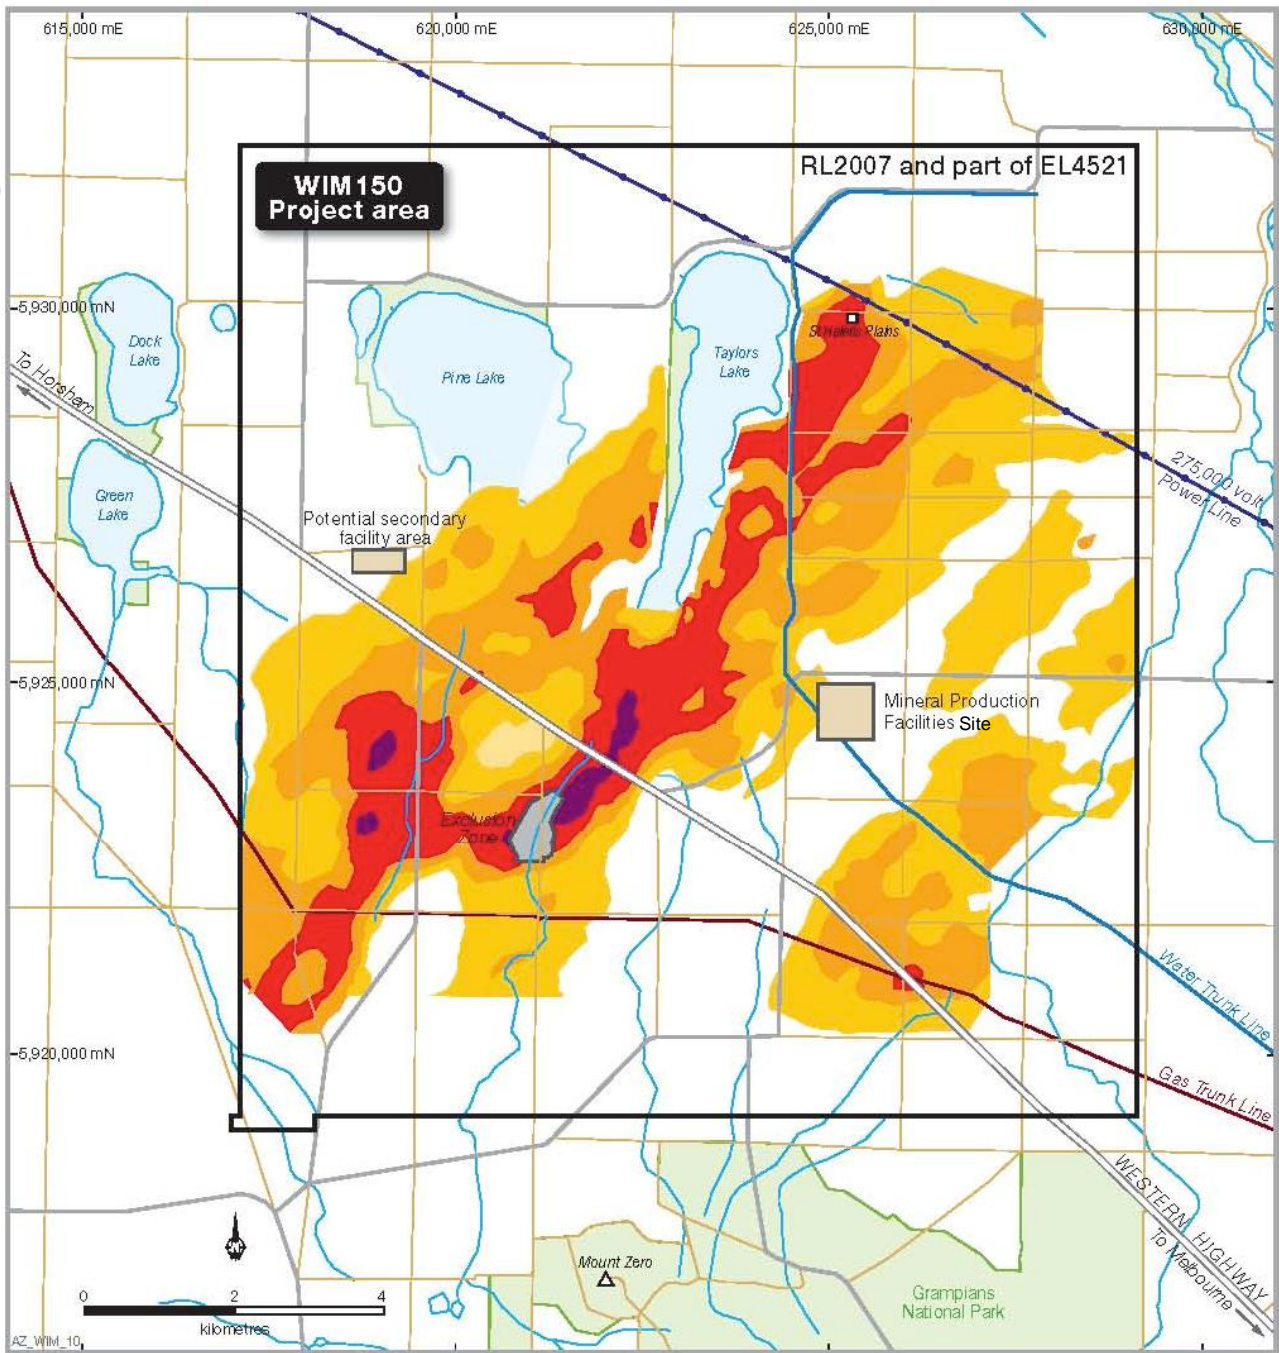 615,000 mE
620,000 mE
625,000 mE
630,000 mE
WIM150
Project area
RL2007 and part of EL4521
5,930,000 mN
Dock
Lake
Pine Lake
Taylors
Lake
St Helens Plains
To Horsham
Green
Lake
275,000 volt
Power Line
Potential secondary
facility area
5,925,000 mN
Mineral Production
Facilities Site
Exclusion
Zone
Water Trunk Line
5,920,000 mN
Gas Trunk Line
WESTERN HIGHWAY
To Melbourne
N
Mount Zero
Grampians
National Park
0 2 4
kilometres
AZ_WIM_10